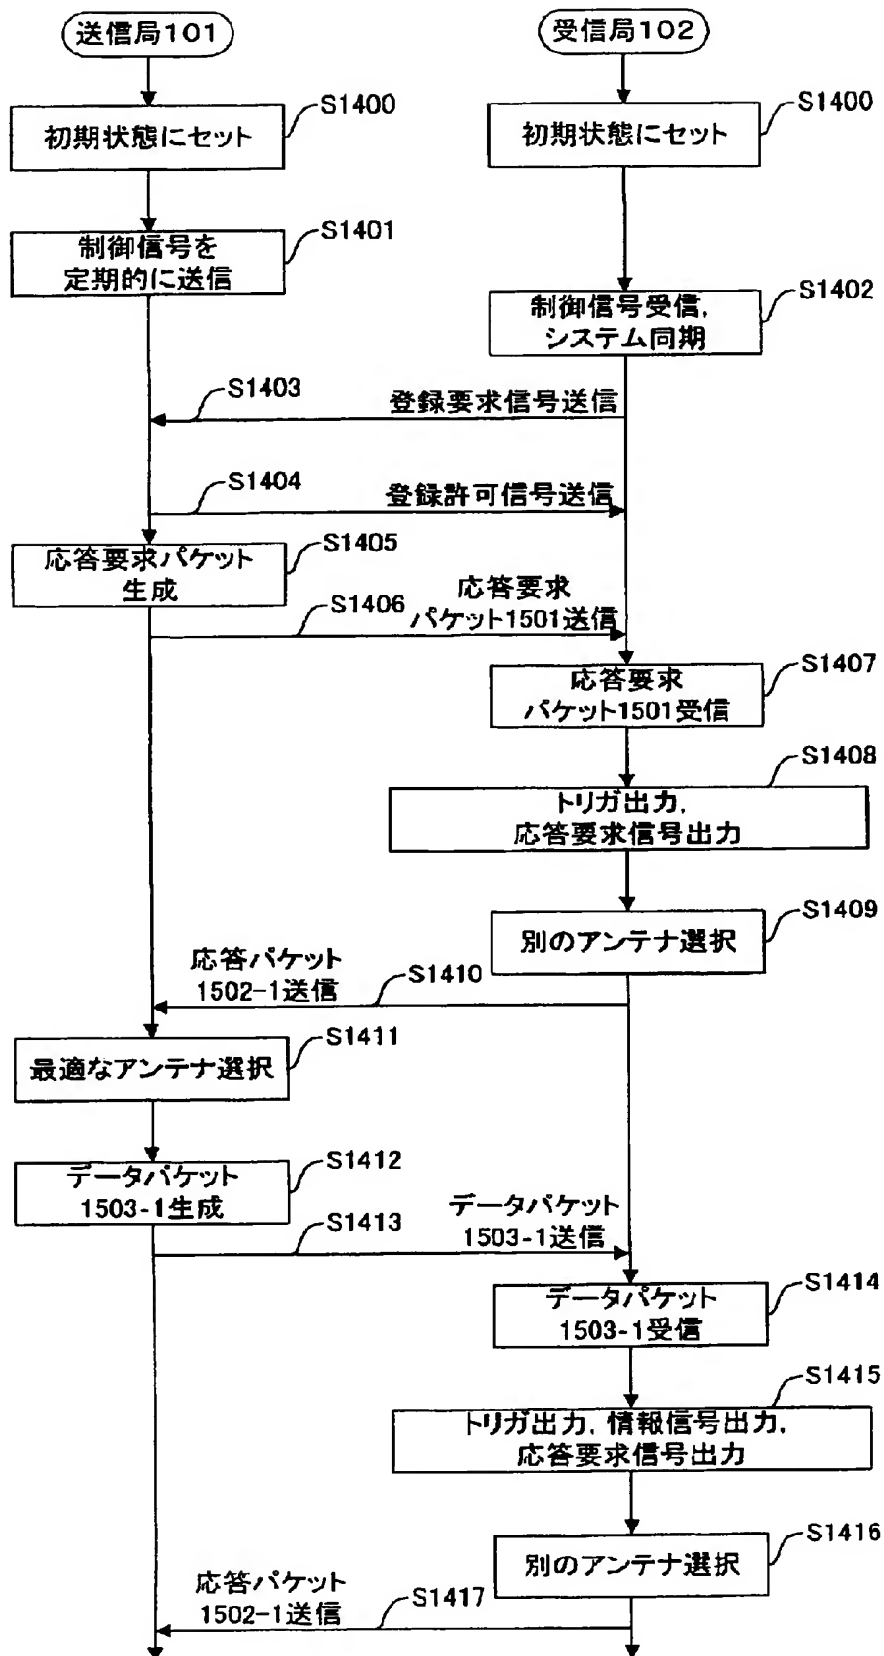 送信局101
受信局102
S1400
初期状態にセット
S1400
初期状態にセット
S1401
制御信号を
定期的に送信
S1402
制御信号受信,
システム同期
S1403
登録要求信号送信
S1404
登録許可信号送信
S1405
応答要求パケット
生成
S1406
応答要求
パケット1501送信
S1407
応答要求
パケット1501受信
S1408
トリガ出力,
応答要求信号出力
S1409
別のアンテナ選択
応答パケット
1502-1送信
S1410
S1411
最適なアンテナ選択
S1412
データパケット
1503-1生成
S1413
データパケット
1503-1送信
S1414
データパケット
1503-1受信
S1415
トリガ出力, 情報信号出力,
応答要求信号出力
S1416
別のアンテナ選択
応答パケット
1502-1送信
S1417